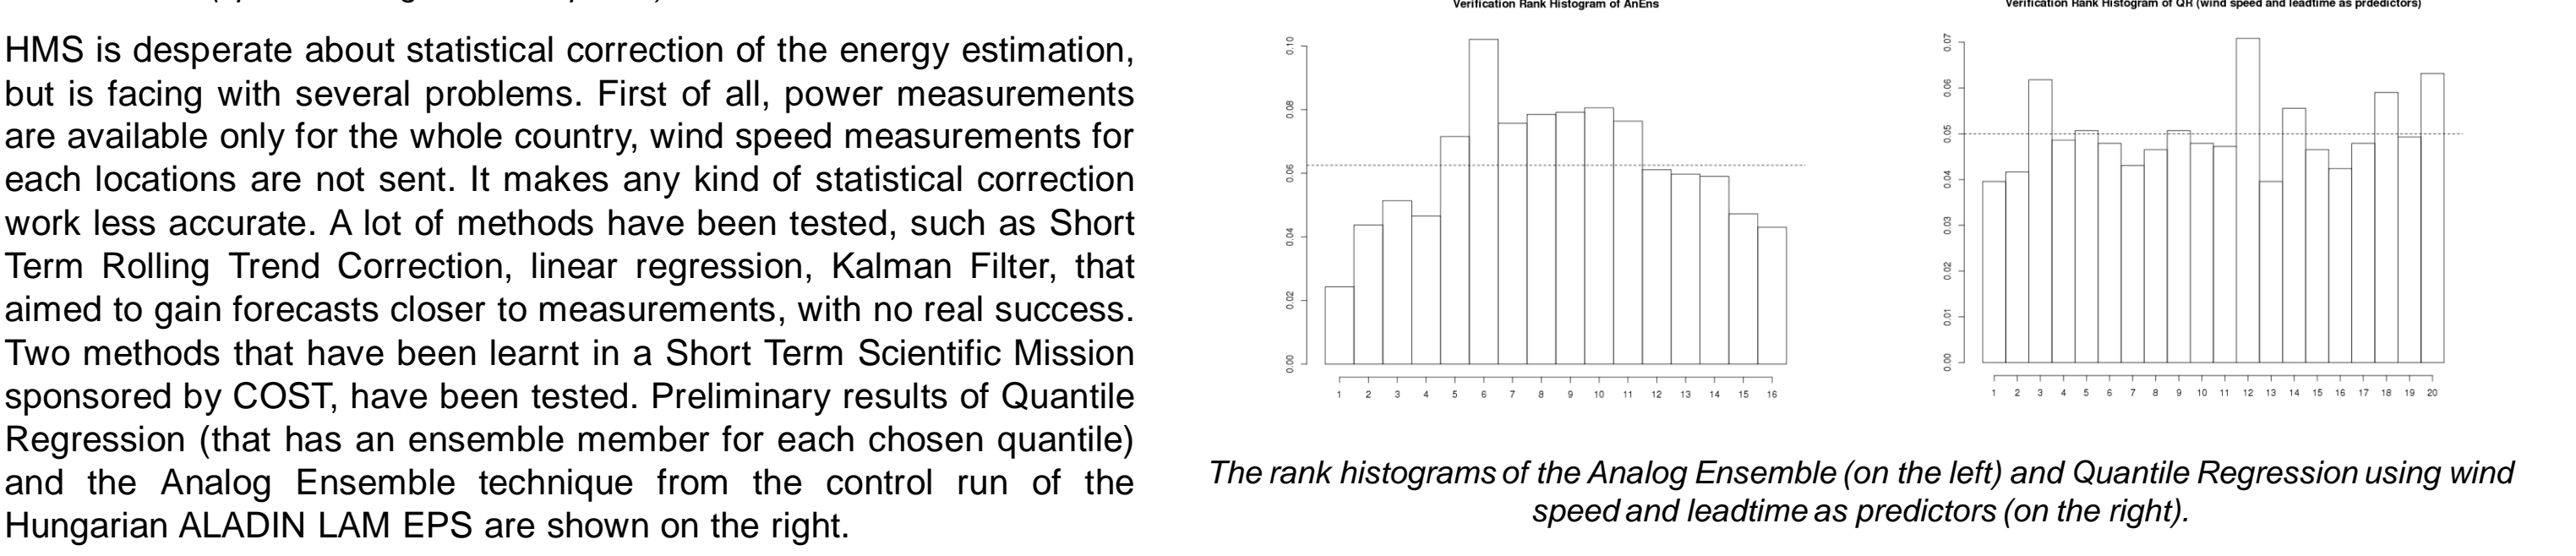 HMS is desperate about statistical correction of the energy estimation,
but is facing with several problems. First of all, power measurements
are available only for the whole country, wind speed measurements for
each locations are not sent. It makes any kind of statistical correction
work less accurate. A lot of methods have been tested, such as Short
Term Rolling Trend Correction, linear regression, Kalman Filter, that
aimed to gain forecasts closer to measurements, with no real success.
Two methods that have been learnt in a Short Term Scientific Mission
sponsored by COST, have been tested. Preliminary results of Quantile
Regression (that has an ensemble member for each chosen quantile)
and the Analog Ensemble technique from the control run of the
Hungarian ALADIN LAM EPS are shown on the right.
Verification Rank Histogram of AnEns
0.10
0.08
0.06
0.04
0.02
0.00
1 2 3 4 5 6 7 8 9 10 11 12 13 14 15 16
Verification Rank Histogram of QR (wind speed and leadtime as prdedictors)
0.07
0.06
0.05
0.04
0.03
0.02
0.01
0.00
1 2 3 4 5 6 7 8 9 10 11 12 13 14 15 16 17 18 19 20
The rank histograms of the Analog Ensemble (on the left) and Quantile Regression using wind
speed and leadtime as predictors (on the right).